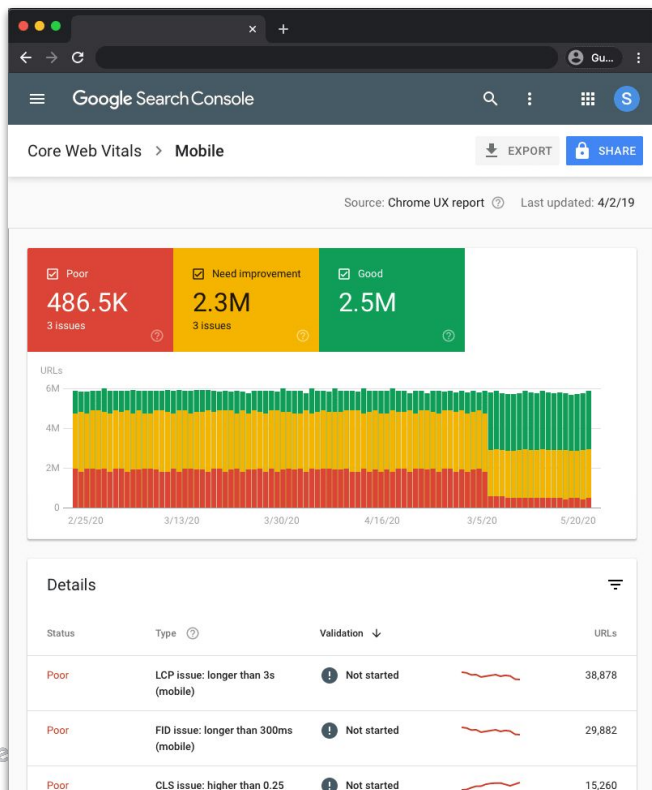 Gu...
Google Search Console
S
Core Web Vitals > Mobile
EXPORT
SHARE
Source: Chrome UX report
Last updated: 4/2/19
Poor
486.5K
3 issues
Need improvement
2.3M
3 issues
Good
2.5M
URLs
6M
4M
2M
0
2/25/20 3/13/20 3/30/20 4/16/20 3/5/20 5/20/20
Details
Status Type Validation URLs
Poor LCP issue: longer than 3s Not started 38,878
(mobile)
Poor FID issue: longer than 300ms Not started 29,882
(mobile)
Poor CLS issue: higher than 0.25 Not started 15,260